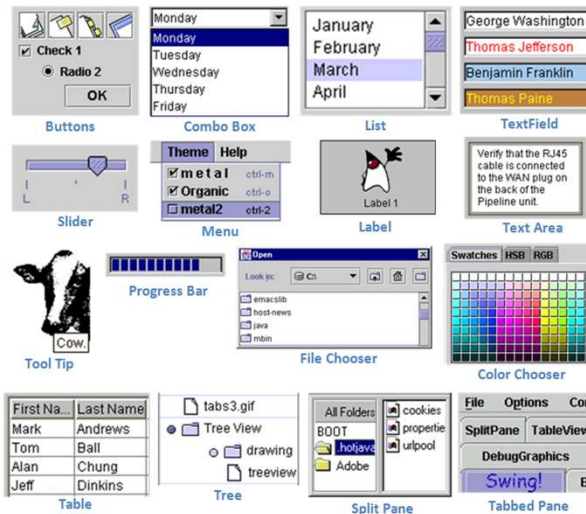 Check 1
Radio 2
OK
Buttons
Monday
Monday
Tuesday
Wednesday
Thursday
Friday
Combo Box
January
February
March
April
List
George Washington
Thomas Jefferson
Benjamin Franklin
Thomas Paine
TextField
L R
Slider
Theme Help
metal ctrl-m
Organic ctrl-o
metal2 ctrl-2
Menu
Label 1
Label
Verify that the RJ45
cable is connected
to the WAN plug on
the back of the
Pipeline unit.
Text Area
Cow.
Tool Tip
Progress Bar
Open
Look in: C:\
emacslib
host-news
java
mbin
File Chooser
Swatches HSB RGB
Color Chooser
First Na... Last Name
Mark Andrews
Tom Ball
Alan Chung
Jeff Dinkins
Table
tabs3.gif
Tree View
drawing
treeview
Tree
All Folders
BOOT
.hotjava
Adobe
cookies
propertie
urlpool
Split Pane
File Options Co
SplitPane TableView
DebugGraphics
Swing!
Tabbed Pane